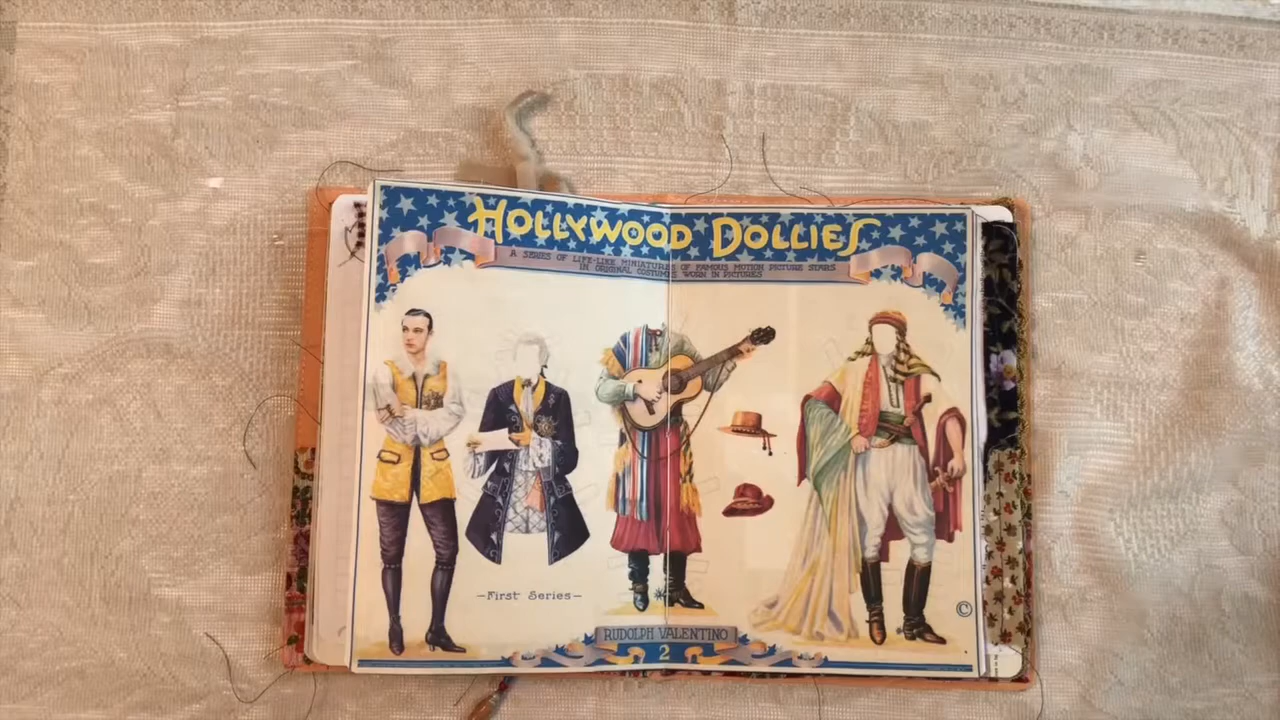 HOLLYWOOD DOLLIES
A SERIES OF LIFE-LIKE MINIATURES OF FAMOUS MOTION PICTURE STARS
IN ORIGINAL COSTUMES WORN IN PICTURES
-First Series-
©
RUDOLPH VALENTINO
2